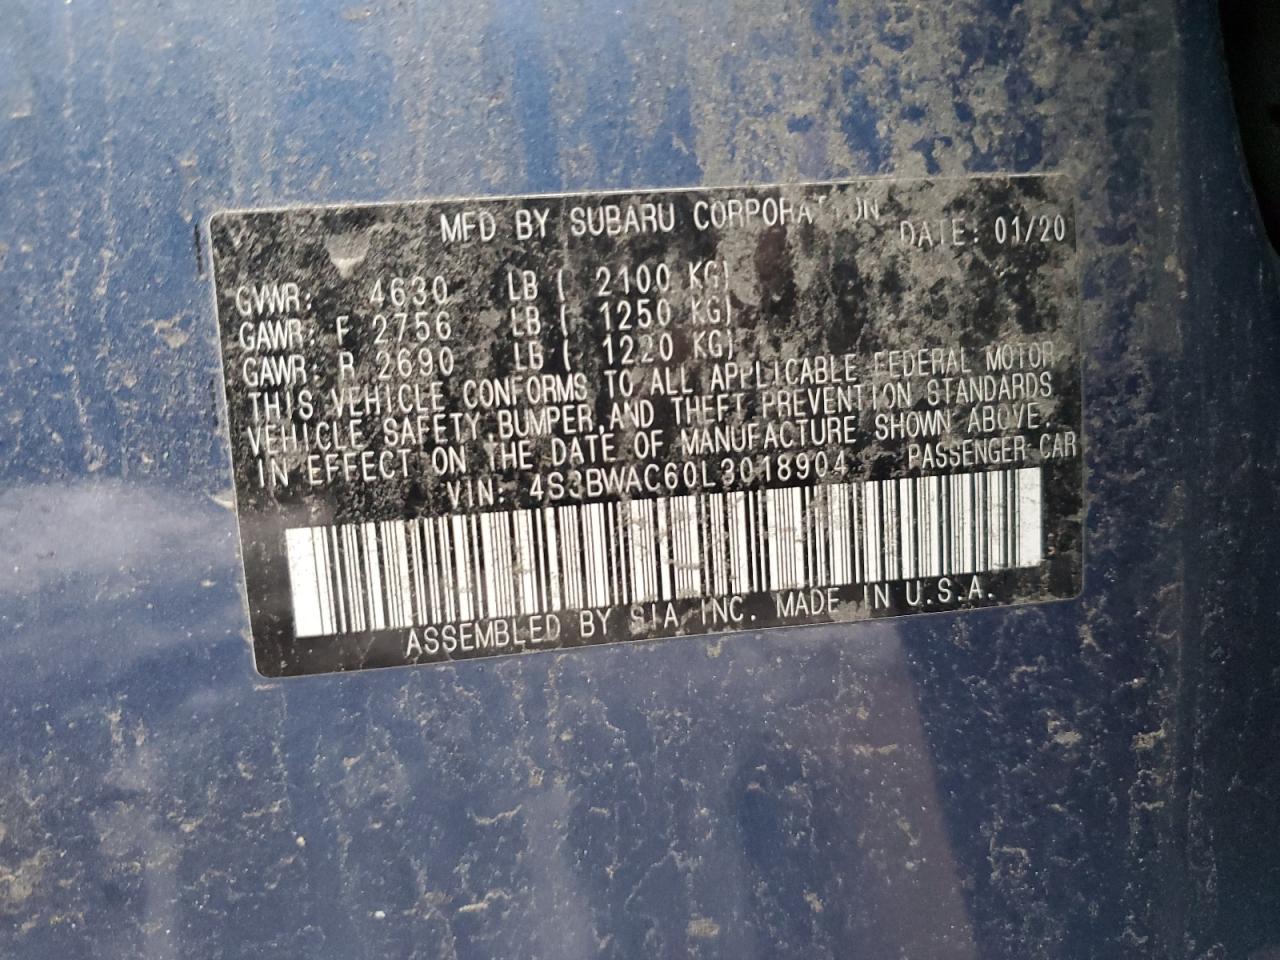 MFD BY SUBARU CORPORATION DATE: 01/20
GVWR: 4630 LB ( 2100 KG)
GAWR: F 2756 LB ( 1250 KG)
GAWR: R 2690 LB ( 1220 KG)
THIS VEHICLE CONFORMS TO ALL APPLICABLE FEDERAL MOTOR
VEHICLE SAFETY, BUMPER, AND THEFT PREVENTION STANDARDS
IN EFFECT ON THE DATE OF MANUFACTURE SHOWN ABOVE.
VIN: 4S3BWAC60L3018904 PASSENGER CAR
ASSEMBLED BY SIA INC. MADE IN U.S.A.